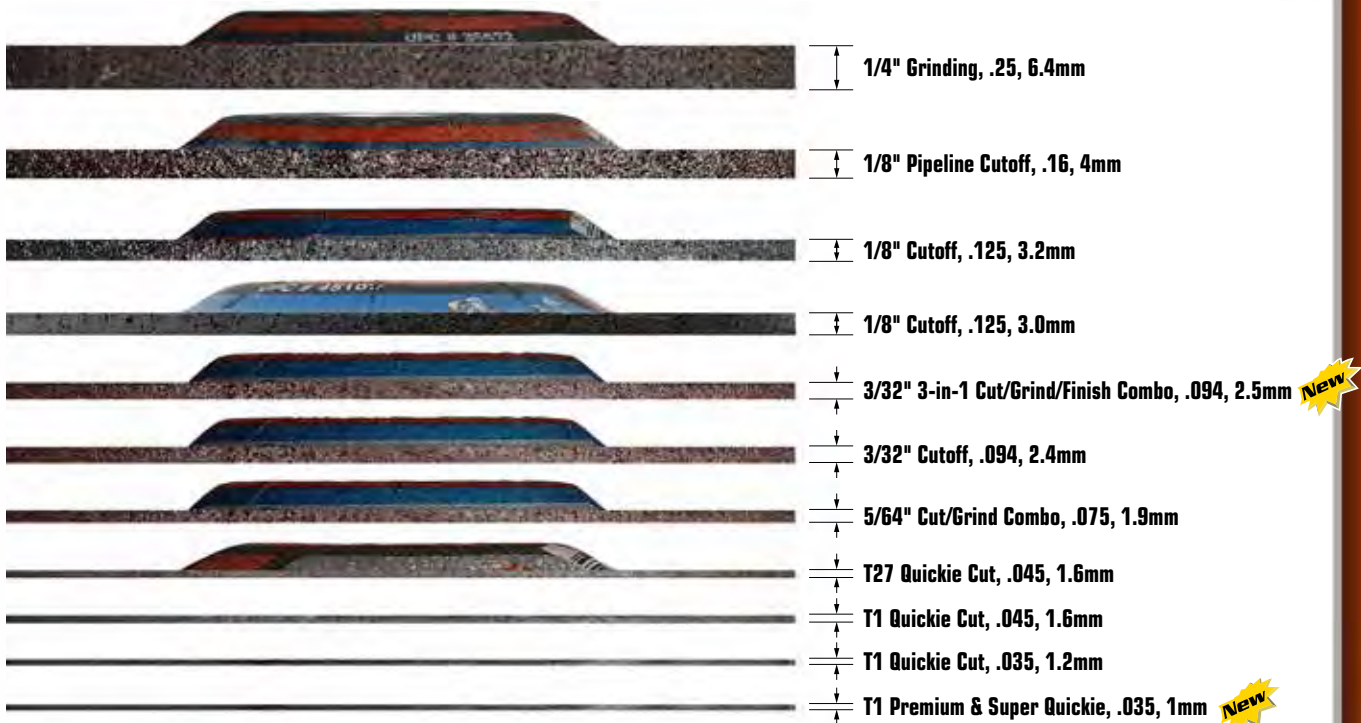 1/4" Grinding, .25, 6.4mm
1/8" Pipeline Cutoff, .16, 4mm
1/8" Cutoff, .125, 3.2mm
1/8" Cutoff, .125, 3.0mm
3/32" 3-in-1 Cut/Grind/Finish Combo, .094, 2.5mm New
3/32" Cutoff, .094, 2.4mm
5/64" Cut/Grind Combo, .075, 1.9mm
T27 Quickie Cut, .045, 1.6mm
T1 Quickie Cut, .045, 1.6mm
T1 Quickie Cut, .035, 1.2mm
T1 Premium & Super Quickie, .035, 1mm New